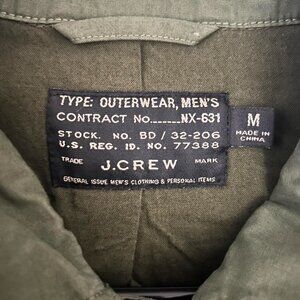 TYPE: OUTERWEAR, MEN'S
CONTRACT NO. ........ NX-631
STOCK. NO. BD / 32-206
U.S. REG. ID. NO. 77388
TRADE J.CREW MARK
GENERAL ISSUE MEN'S CLOTHING & PERSONAL ITEMS
M
MADE IN
CHINA